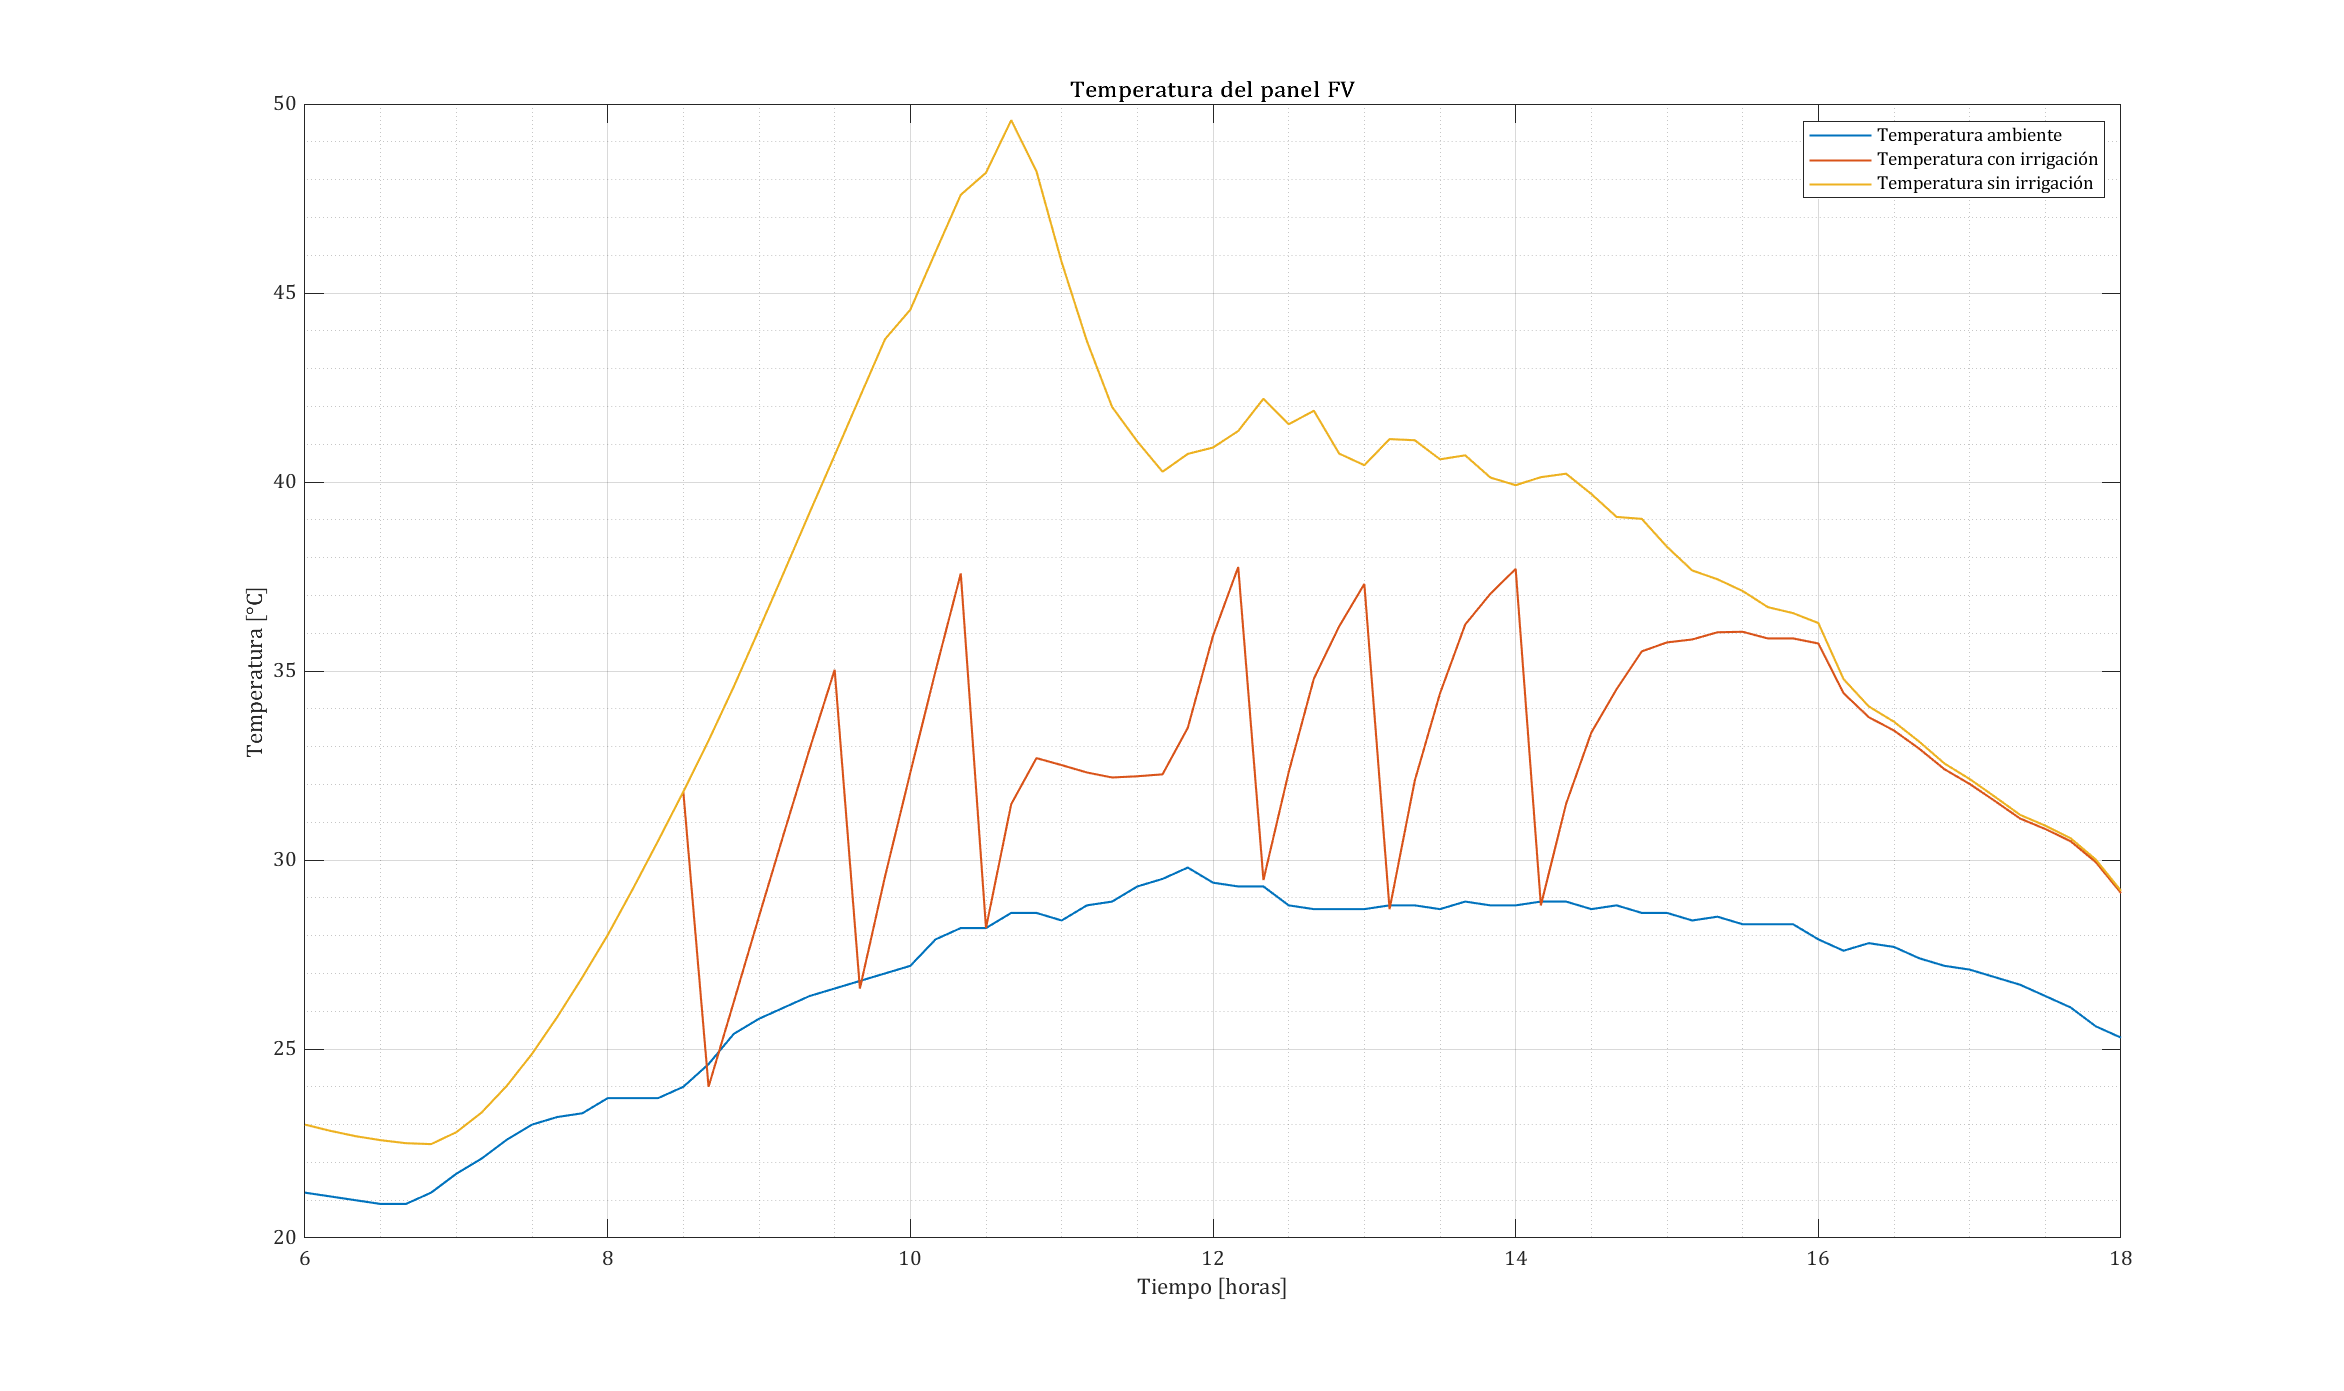 Temperatura del panel FV
50
45
40
35
30
25
20
Temperatura [°C]
6
8
10
12
14
16
18
Tiempo [horas]
Temperatura ambiente
Temperatura con irrigación
Temperatura sin irrigación